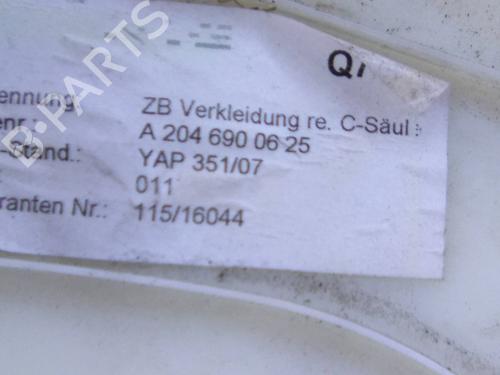 B-PARTS
ennung: ZB Verkleidung re. C-Säul
enr.: A 204 690 06 25
-Stand.: YAP 351/07
: 011
ranten Nr.: 115/16044